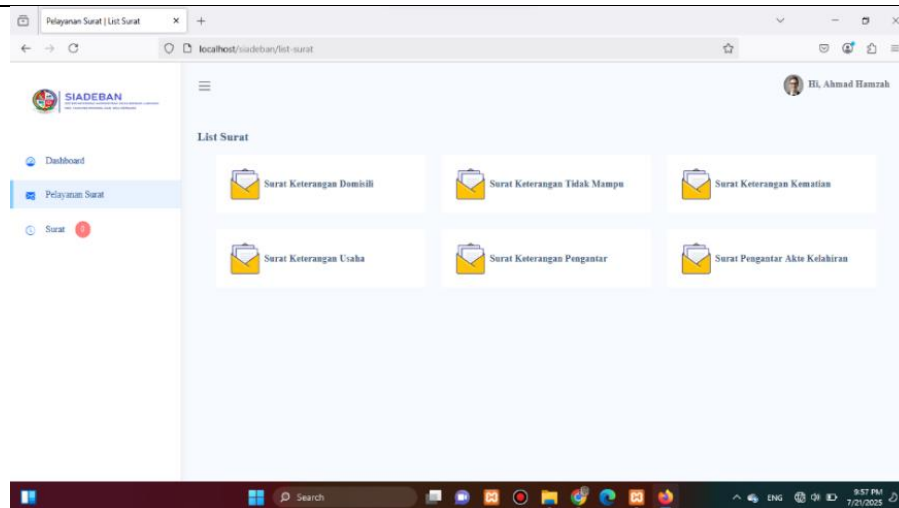 Pelayanan Surat | List Surat
localhost/siadeban/list-surat
SIADEBAN
Hi, Ahmad Hamzah
List Surat
Dashboard
Pelayanan Surat
Surat 0
Surat Keterangan Domisili
Surat Keterangan Tidak Mampu
Surat Keterangan Kematian
Surat Keterangan Usaha
Surat Keterangan Pengantar
Surat Pengantar Akte Kelahiran
Search
ENG
9:57 PM
7/21/2025